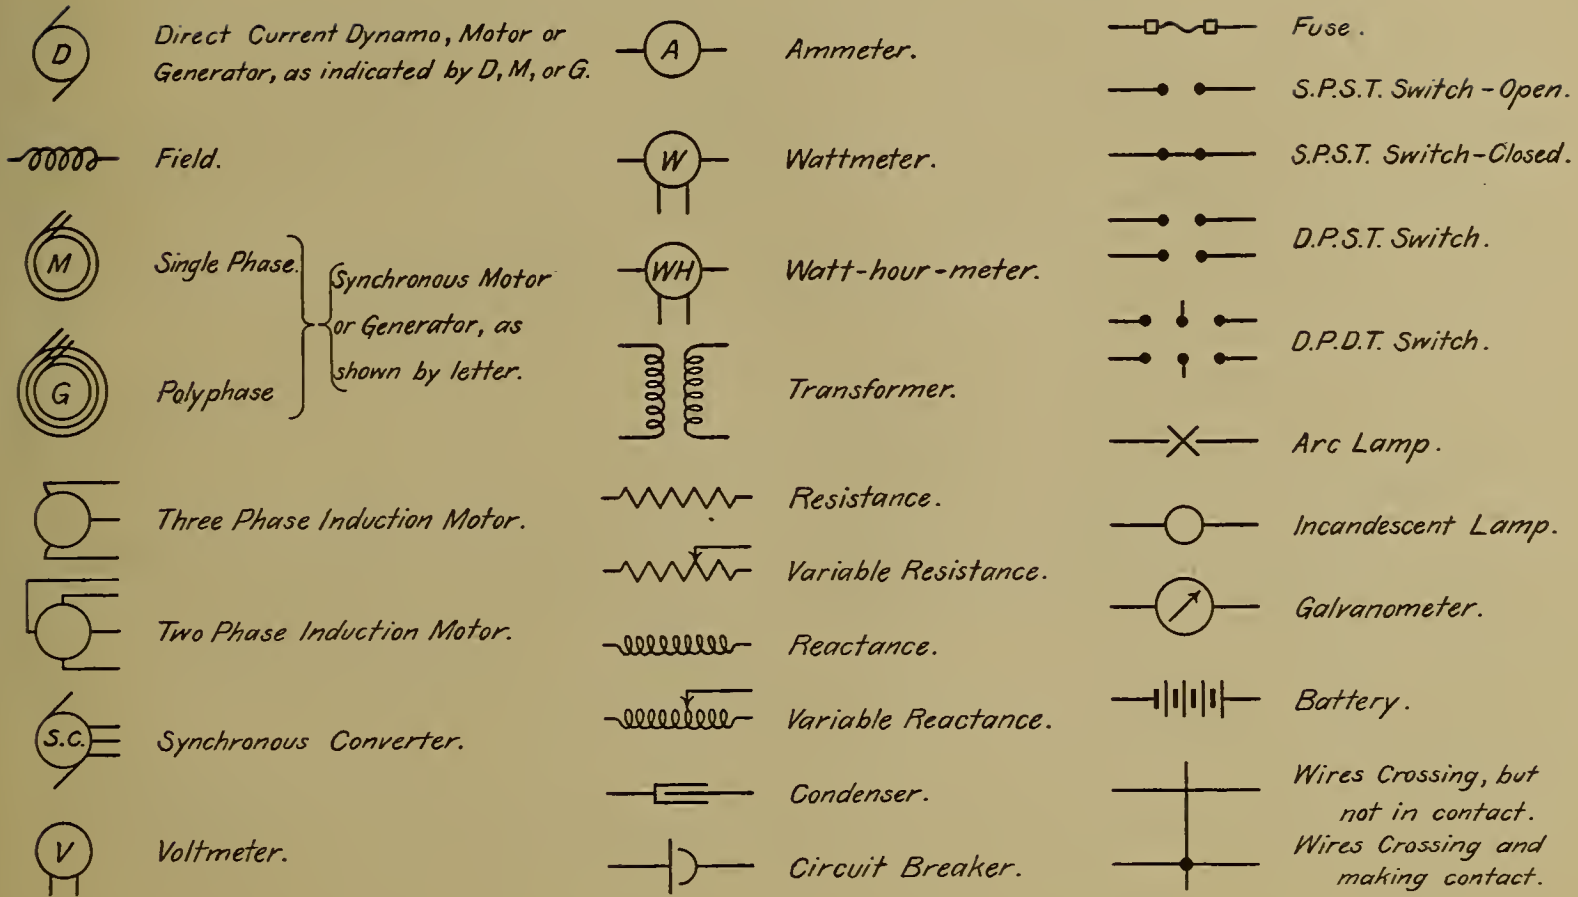 D
Direct Current Dynamo, Motor or
Generator, as indicated by D, M, or G.
Field.
M
Single Phase.
Synchronous Motor
or Generator, as
shown by letter.
G
Polyphase
Three Phase Induction Motor.
Two Phase Induction Motor.
S.C.
Synchronous Converter.
V
Voltmeter.
A
Ammeter.
W
Wattmeter.
WH
Watt-hour-meter.
Transformer.
Resistance.
Variable Resistance.
Reactance.
Variable Reactance.
Condenser.
Circuit Breaker.
Fuse.
S.P.S.T. Switch-Open.
S.P.S.T. Switch-Closed.
D.P.S.T. Switch.
D.P.D.T. Switch.
Arc Lamp.
Incandescent Lamp.
Galvanometer.
Battery.
Wires Crossing, but
not in contact.
Wires Crossing and
making contact.